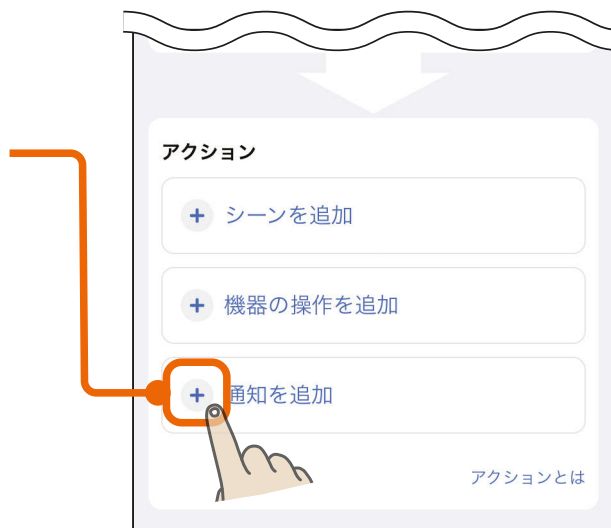 アクション
+ シーンを追加
+ 機器の操作を追加
+ 通知を追加
アクションとは